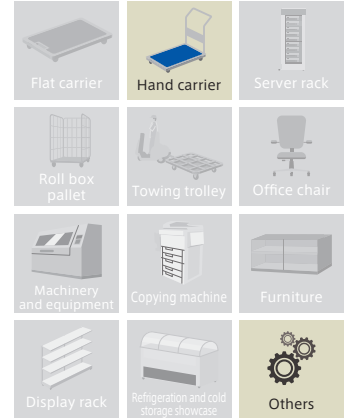 Flat carrier
Hand carrier
Server rack
Roll box
pallet
Towing trolley
Office chair
Machinery
and equipment
Copying machine
Furniture
Display rack
Refrigeration and cold
storage showcase
Others